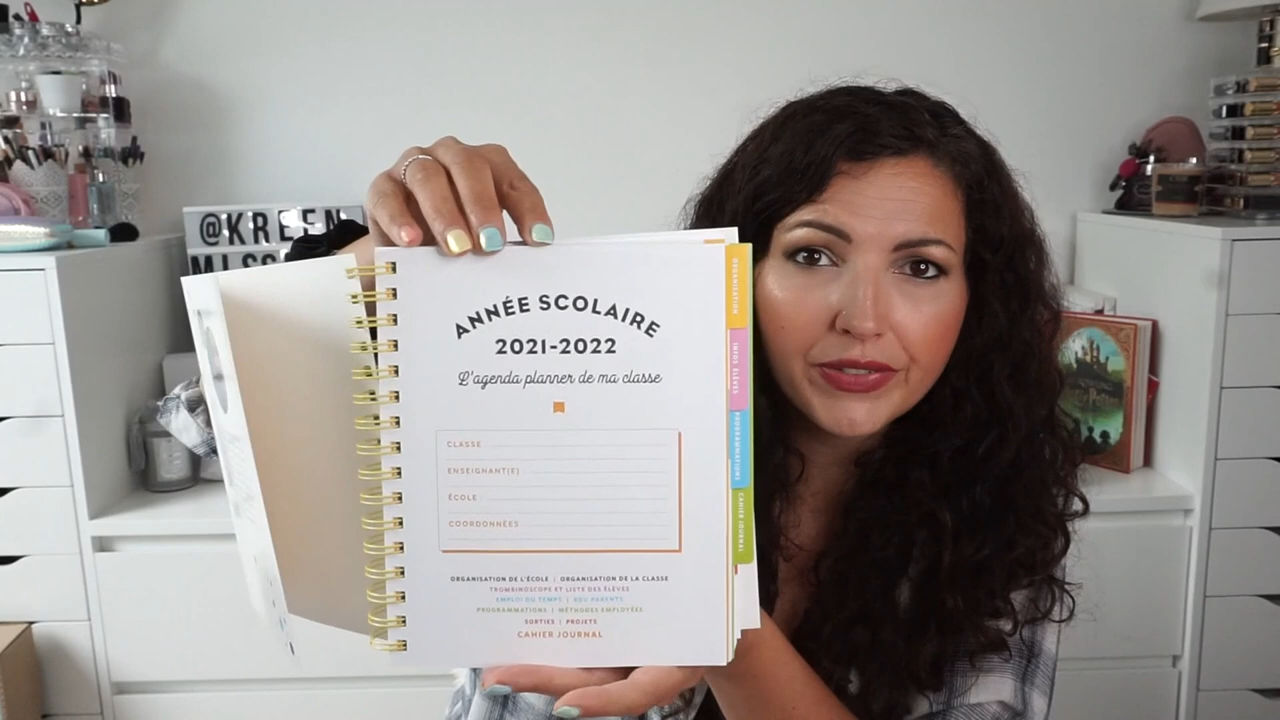 @KREEN
ANNÉE SCOLAIRE
2021-2022
L'agenda planner de ma classe
CLASSE
ENSEIGNANT(E)
ÉCOLE
COORDONNÉES
ORGANISATION DE L'ÉCOLE | ORGANISATION DE LA CLASSE
TROMBINOSCOPE ET LISTE DES ÉLÈVES
EMPLOI DU TEMPS | RDV PARENTS
PROGRAMMATIONS | MÉTHODES EMPLOYÉES
SORTIES | PROJETS
CAHIER JOURNAL
ORGANISATION
INFOS ÉLÈVES
PROGRAMMATIONS
CAHIER JOURNAL